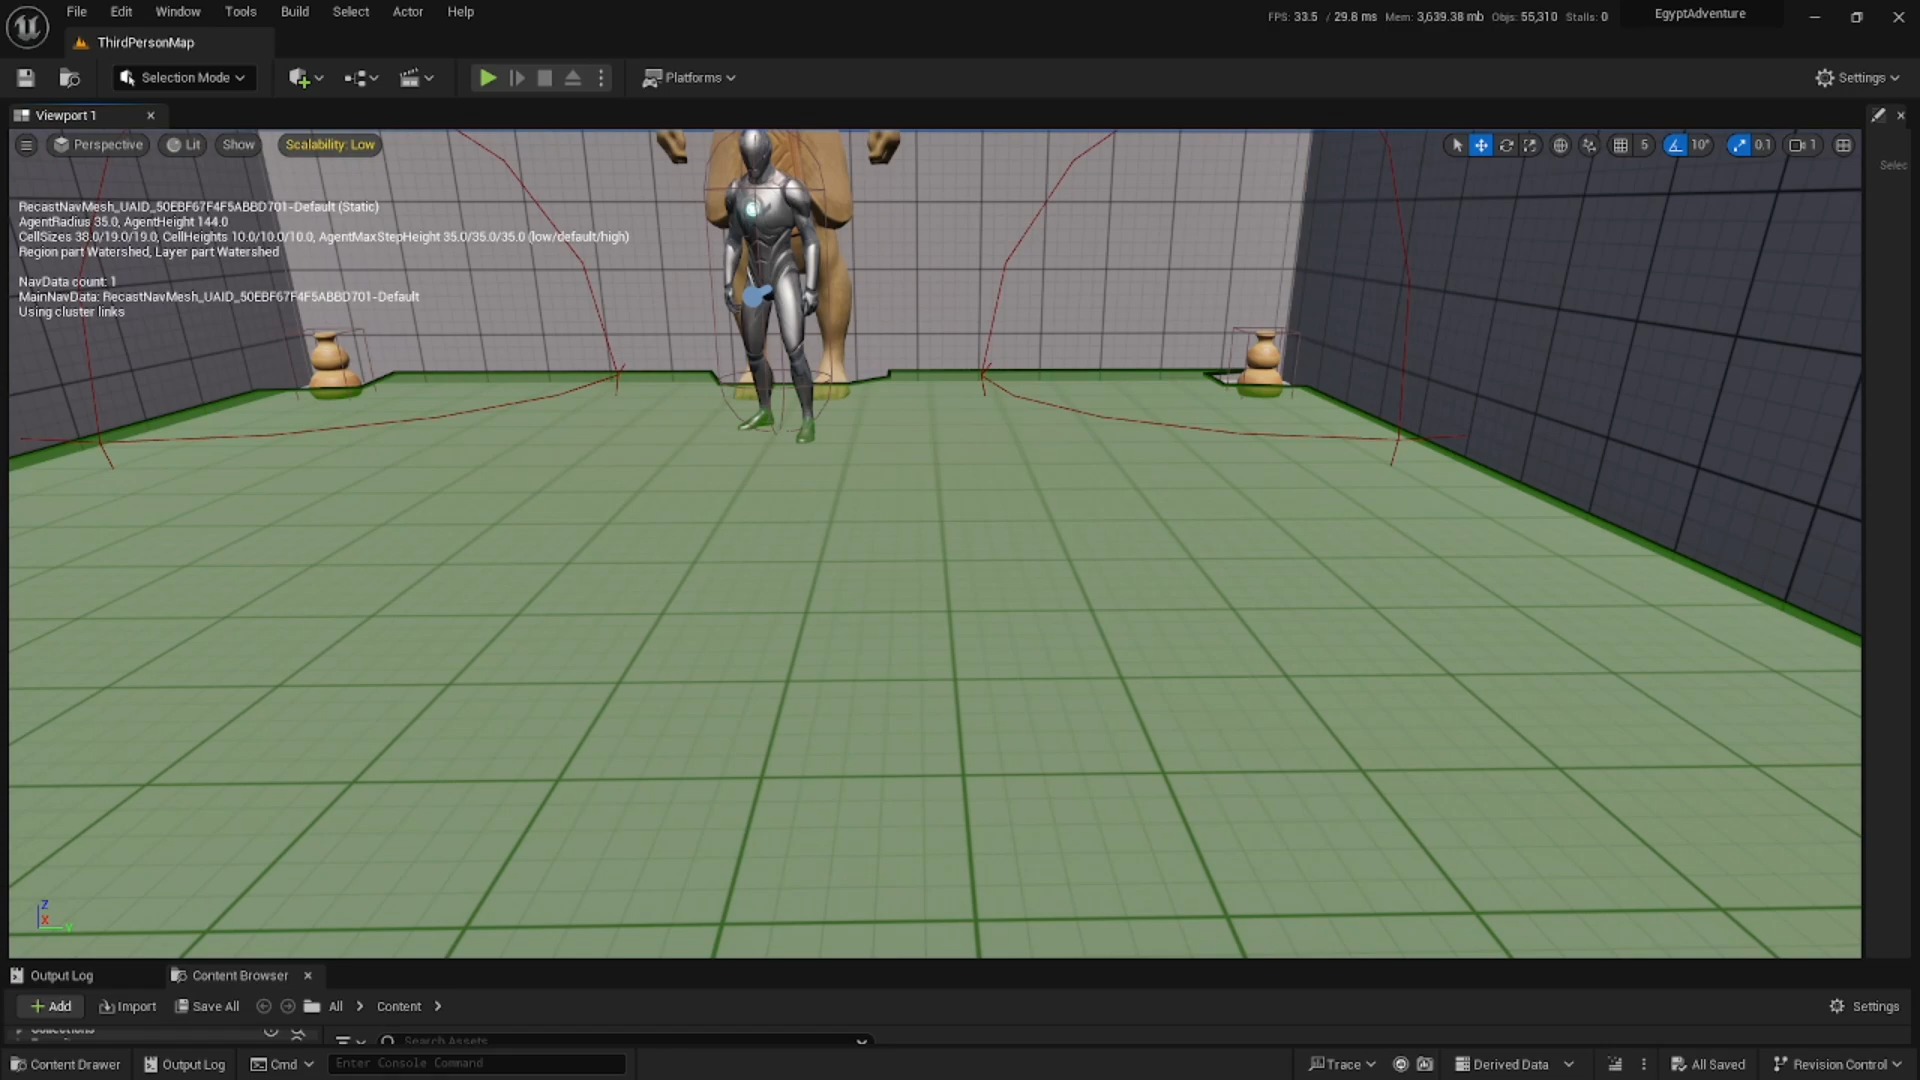 File Edit Window Tools Build Select Actor Help
FPS: 33.5 / 29.8 ms Mem: 3,639.38 mb Objs: 55,310 Stalls: 0
EgyptAdventure
ThirdPersonMap
Selection Mode
Platforms
Settings
Viewport 1
Perspective Lit Show Scalability: Low
5 10° 0.1 1
Selec
RecastNavMesh_UAID_50EBF67F4F5ABBD701-Default (Static)
AgentRadius 35.0, AgentHeight 144.0
CellSizes 38.0/19.0/19.0, CellHeights 10.0/10.0/10.0, AgentMaxStepHeight 35.0/35.0/35.0 (low/default/high)
Region part Watershed, Layer part Watershed
NavData count: 1
MainNavData: RecastNavMesh_UAID_50EBF67F4F5ABBD701-Default
Using cluster links
Z
X
Y
Output Log Content Browser
Add Import Save All All Content Settings
Collections Search Assets
Content Drawer Output Log Cmd Enter Console Command Trace Derived Data All Saved Revision Control